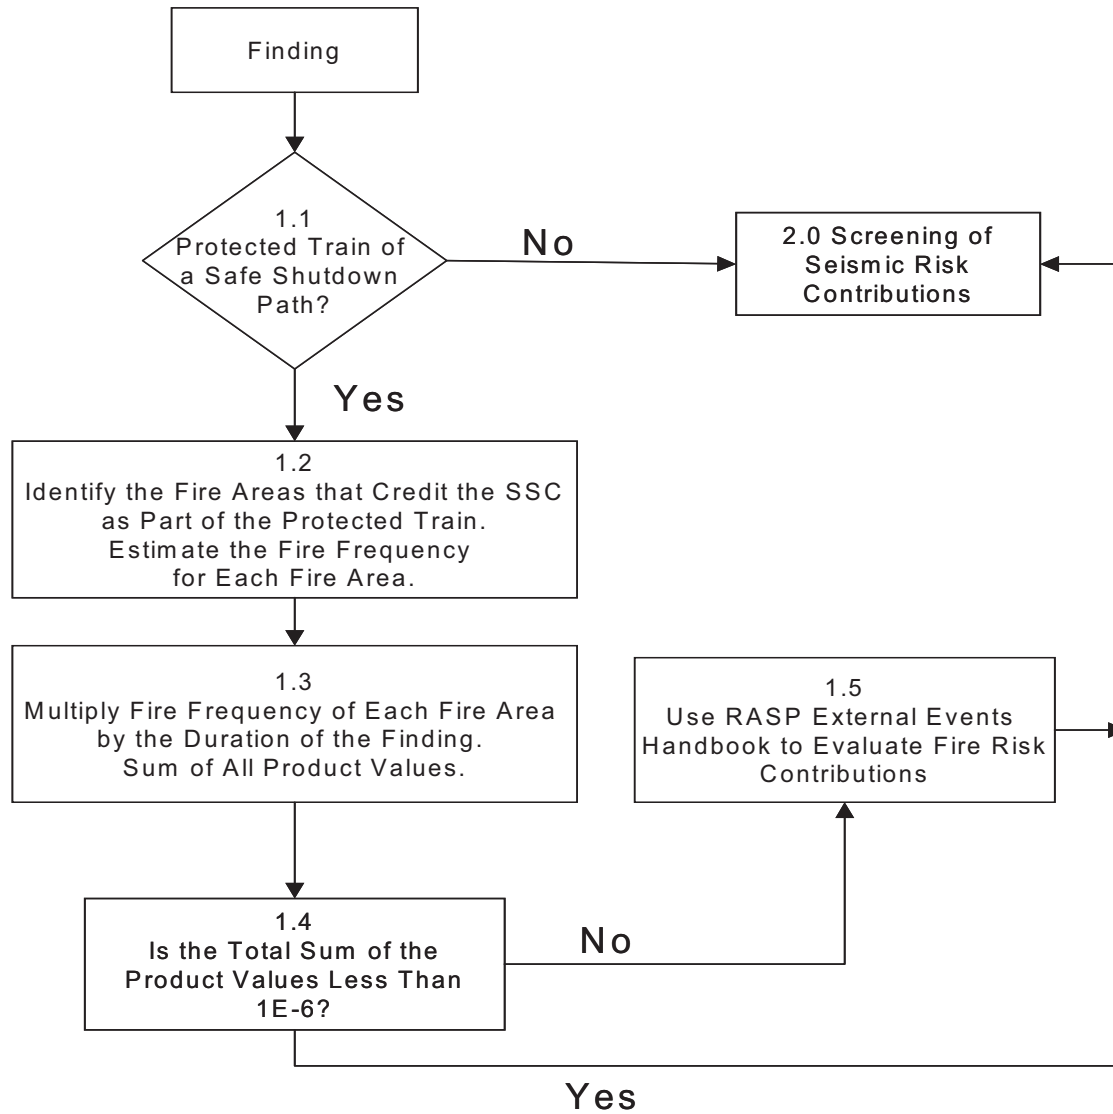 Finding
1.1
Protected Train of
a Safe Shutdown
Path?
No
2.0 Screening of
Seismic Risk
Contributions
Yes
1.2
Identify the Fire Areas that Credit the SSC
as Part of the Protected Train.
Estimate the Fire Frequency
for Each Fire Area.
1.3
Multiply Fire Frequency of Each Fire Area
by the Duration of the Finding.
Sum of All Product Values.
1.5
Use RASP External Events
Handbook to Evaluate Fire Risk
Contributions
1.4
Is the Total Sum of the
Product Values Less Than
1E-6?
No
Yes